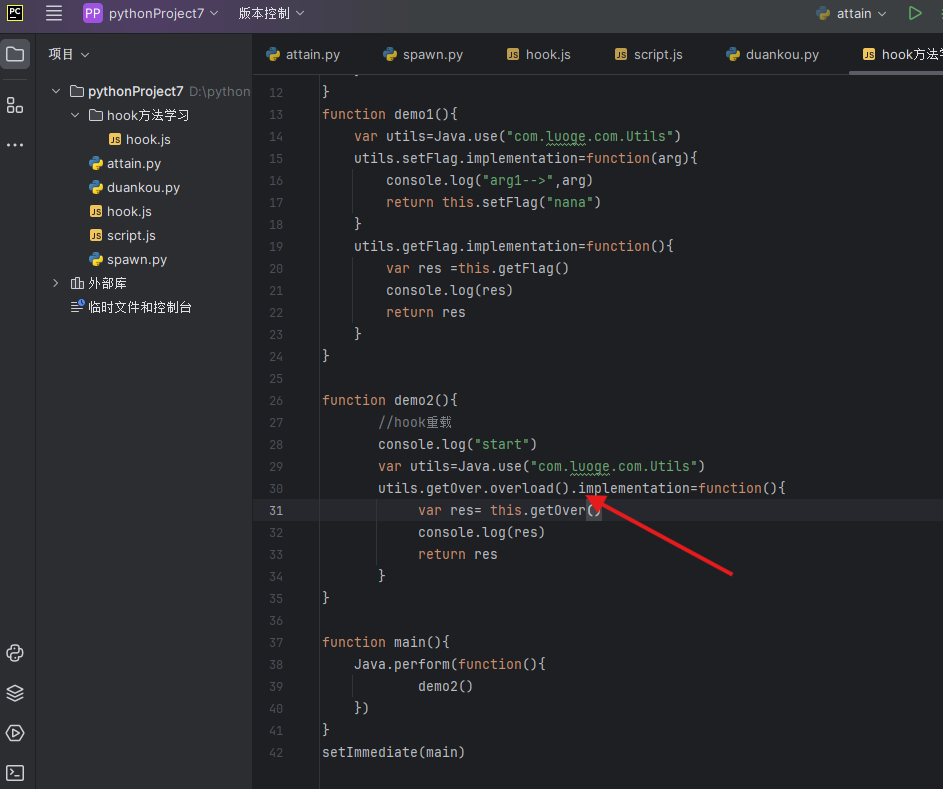 PC
PP pythonProject7 版本控制 attain
项目
attain.py spawn.py JS hook.js JS script.js duankou.py JS hook方法学
pythonProject7 D:\python
hook方法学习
JS hook.js
attain.py
duankou.py
JS hook.js
JS script.js
spawn.py
外部库
临时文件和控制台
12 }
13 function demo1(){
14 var utils=Java.use("com.luoge.com.Utils")
15 utils.setFlag.implementation=function(arg){
16 console.log("arg1-->",arg)
17 return this.setFlag("nana")
18 }
19 utils.getFlag.implementation=function(){
20 var res =this.getFlag()
21 console.log(res)
22 return res
23 }
24 }
25
26 function demo2(){
27 //hook重载
28 console.log("start")
29 var utils=Java.use("com.luoge.com.Utils")
30 utils.getOver.overload().implementation=function(){
31 var res= this.getOver()
32 console.log(res)
33 return res
34 }
35 }
36
37 function main(){
38 Java.perform(function(){
39 demo2()
40 })
41 }
42 setImmediate(main)